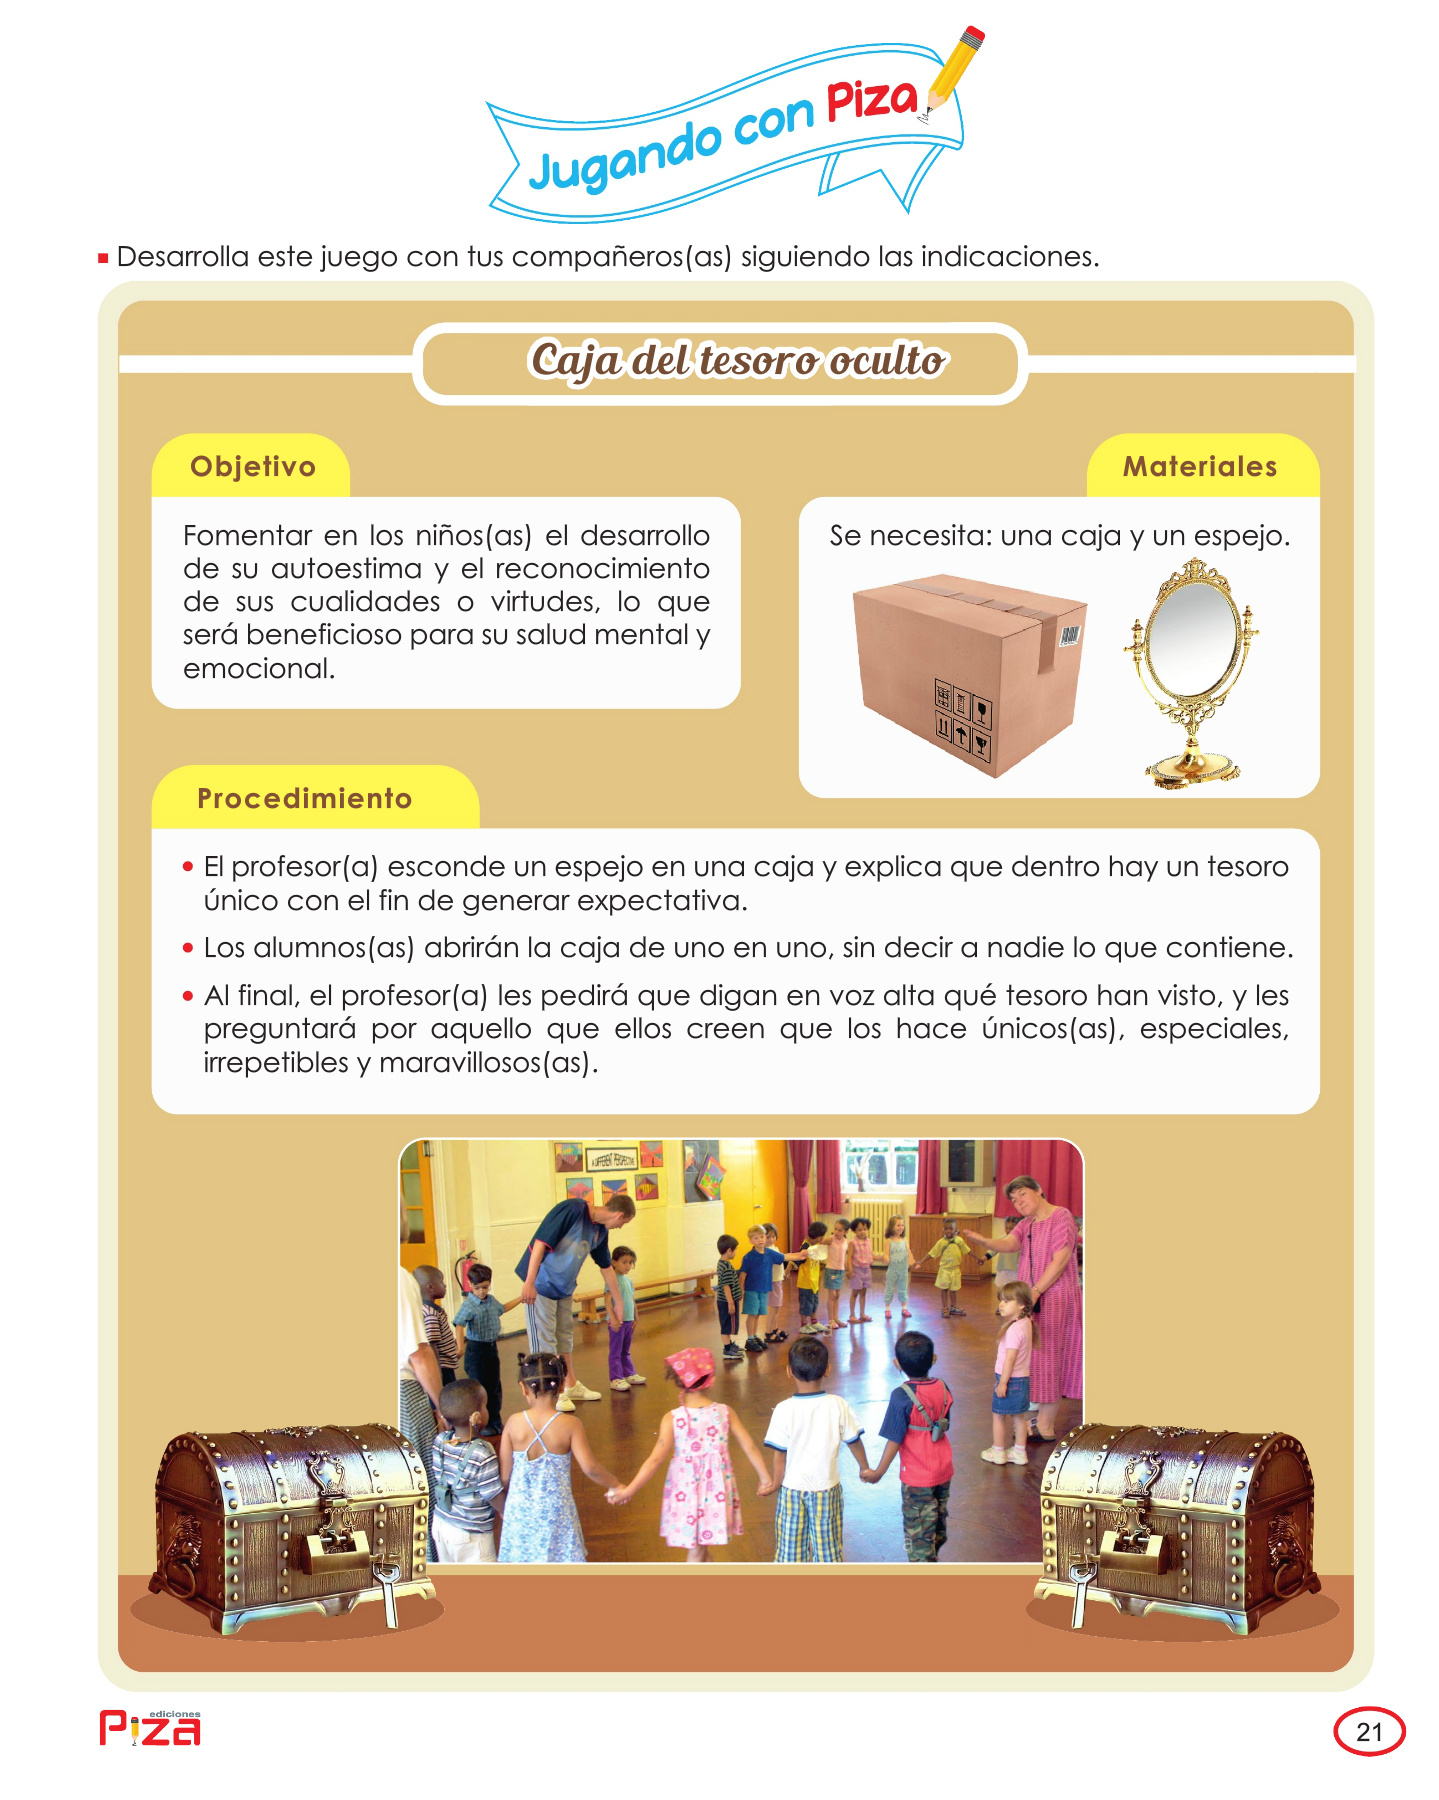 Jugando con Piza
Desarrolla este juego con tus compañeros(as) siguiendo las indicaciones.
Caja del tesoro oculto
Objetivo
Fomentar en los niños(as) el desarrollo
de su autoestima y el reconocimiento
de sus cualidades o virtudes, lo que
será beneficioso para su salud mental y
emocional.
Materiales
Se necesita: una caja y un espejo.
Procedimiento
• El profesor(a) esconde un espejo en una caja y explica que dentro hay un tesoro
único con el fin de generar expectativa.
• Los alumnos(as) abrirán la caja de uno en uno, sin decir a nadie lo que contiene.
• Al final, el profesor(a) les pedirá que digan en voz alta qué tesoro han visto, y les
preguntará por aquello que ellos creen que los hace únicos(as), especiales,
irrepetibles y maravillosos(as).
A DIFFERENT PERSPECTIVE
ediciones
Piza
21